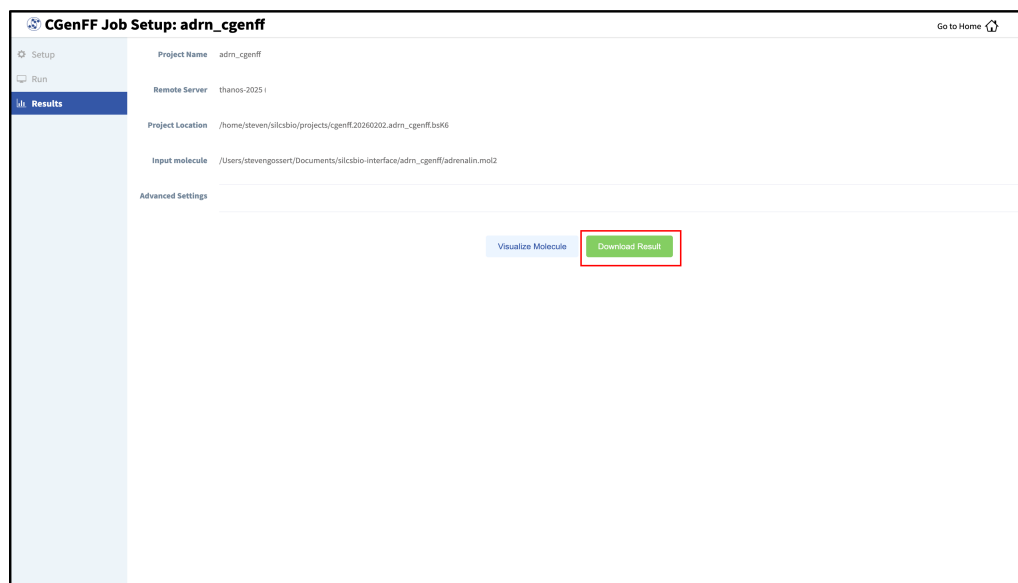 CGenFF Job Setup: adrn_cgenff
Go to Home
Setup
Run
Results
Project Name adrn_cgenff
Remote Server thanos-2025
Project Location /home/steven/silcsbio/projects/cgenff.20260202.adrn_cgenff.bsK6
Input molecule /Users/stevengossert/Documents/silcsbio-interface/adrn_cgenff/adrenalin.mol2
Advanced Settings
Visualize Molecule
Download Result